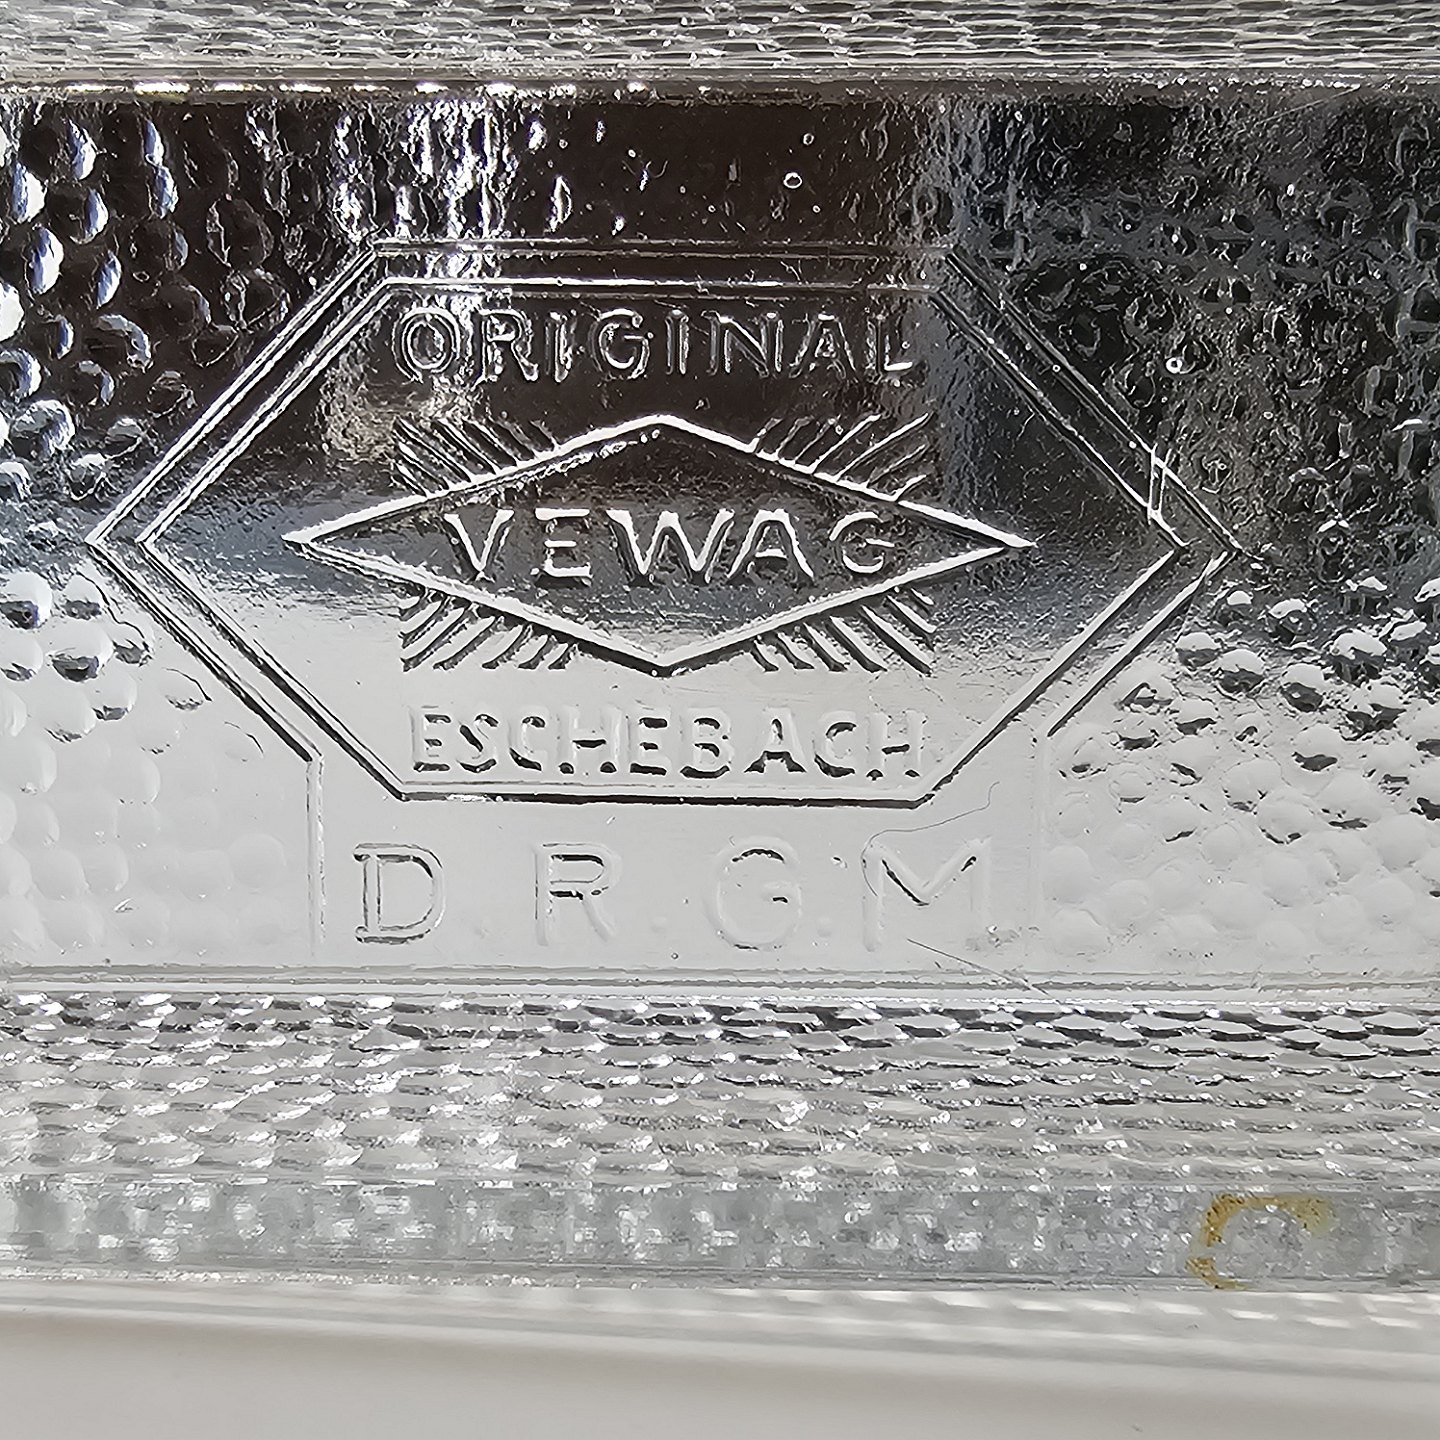 ORIGINAL
VEWAG
ESCHEBACH
D.R.G.M.